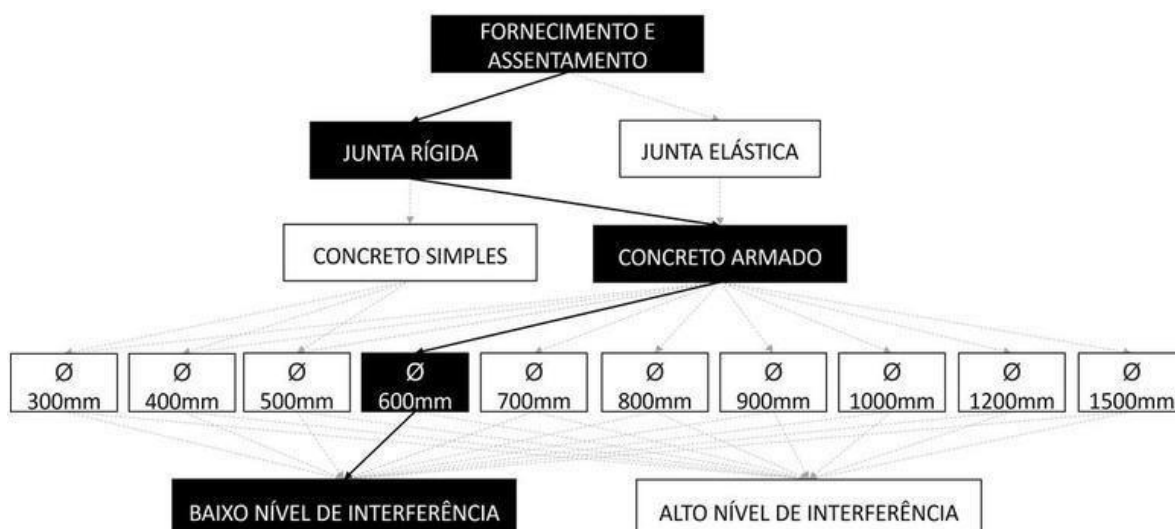 FORNECIMENTO E
ASSENTAMENTO
JUNTA RÍGIDA
JUNTA ELÁSTICA
CONCRETO SIMPLES
CONCRETO ARMADO
Ø
300mm
Ø
400mm
Ø
500mm
Ø
600mm
Ø
700mm
Ø
800mm
Ø
900mm
Ø
1000mm
Ø
1200mm
Ø
1500mm
BAIXO NÍVEL DE INTERFERÊNCIA
ALTO NÍVEL DE INTERFERÊNCIA